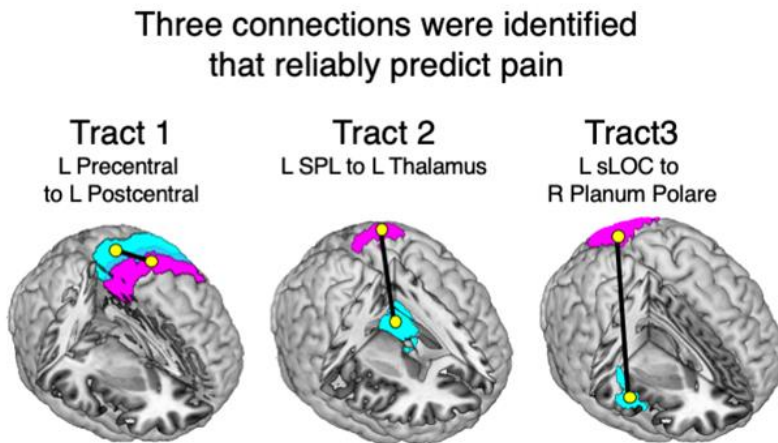 Three connections were identified
that reliably predict pain
Tract 1
L Precentral
to L Postcentral
Tract 2
L SPL to L Thalamus
Tract3
L sLOC to
R Planum Polare